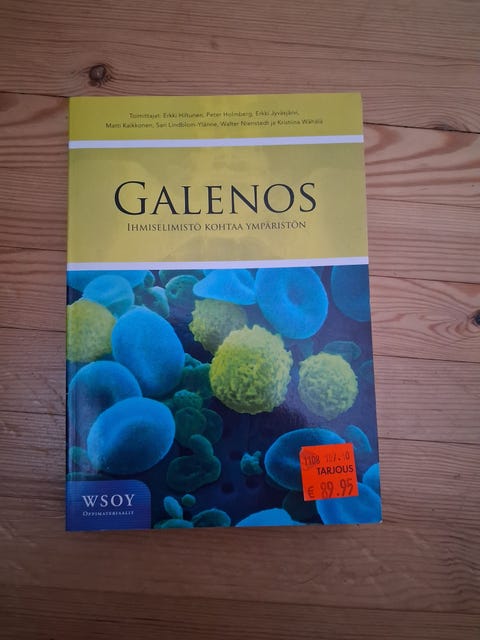 Toimittajat: Erkki Hiltunen, Peter Holmberg, Erkki Jyväsjärvi,
Matti Kaikkonen, Sari Lindblom-Ylänne, Walter Nienstedt ja Kristiina Wähälä
GALENOS
IHMISELIMISTÖ KOHTAA YMPÄRISTÖN
TARJOUS
€ 89.95
WSOY
OPPIMATERIAALIT